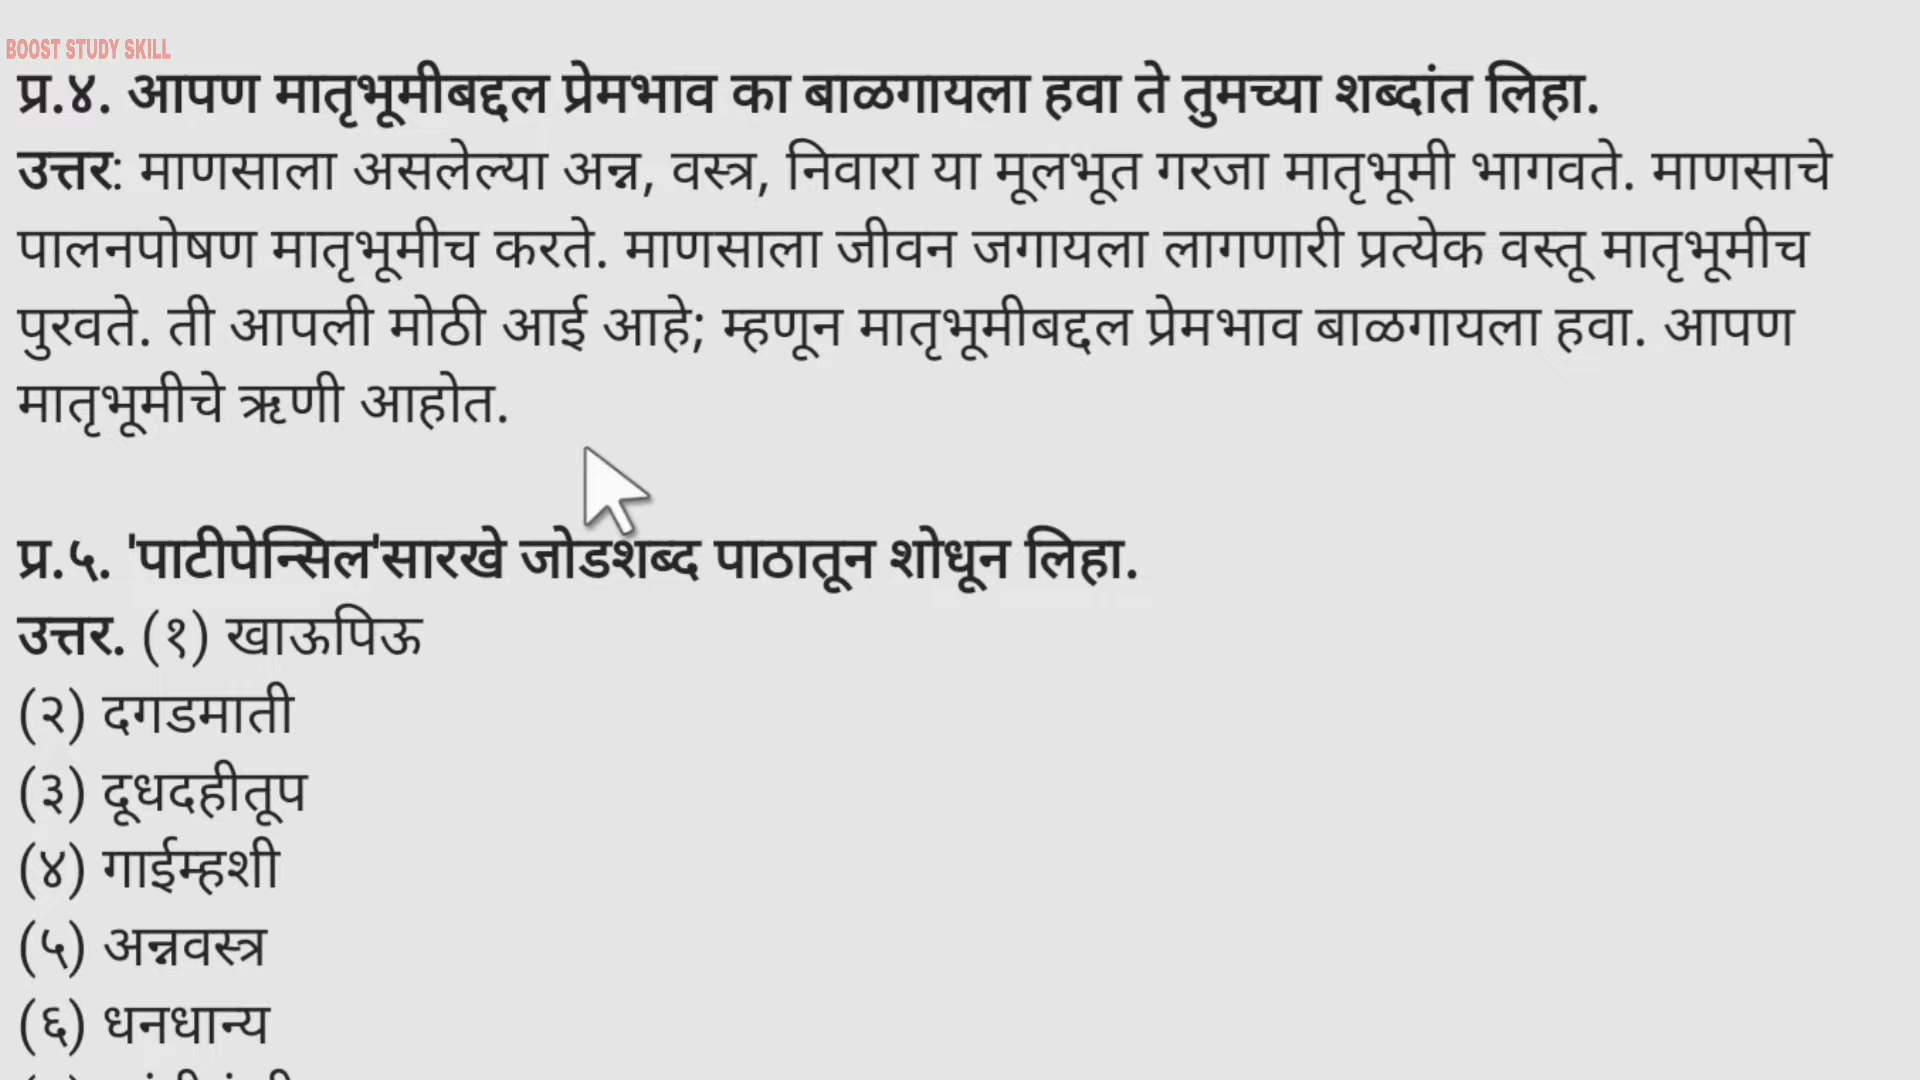 BOOST STUDY SKILL
प्र.४. आपण मातृभूमीबद्दल प्रेमभाव का बाळगायला हवा ते तुमच्या शब्दांत लिहा.
उत्तर: माणसाला असलेल्या अन्न, वस्त्र, निवारा या मूलभूत गरजा मातृभूमी भागवते. माणसाचे
पालनपोषण मातृभूमीच करते. माणसाला जीवन जगायला लागणारी प्रत्येक वस्तू मातृभूमीच
पुरवते. ती आपली मोठी आई आहे; म्हणून मातृभूमीबद्दल प्रेमभाव बाळगायला हवा. आपण
मातृभूमीचे ऋणी आहोत.
प्र.५. 'पाटीपेन्सिल'सारखे जोडशब्द पाठातून शोधून लिहा.
उत्तर. (१) खाऊपिऊ
(२) दगडमाती
(३) दूधदहीतूप
(४) गाईम्हशी
(५) अन्नवस्त्र
(६) धनधान्य